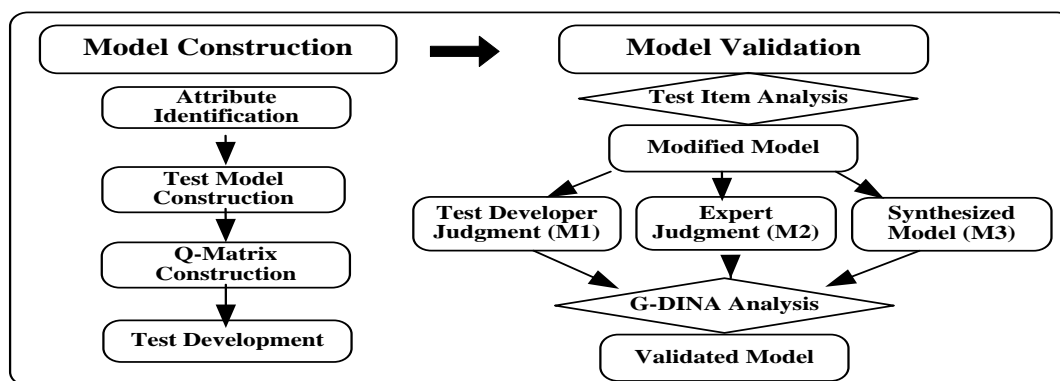 Model Construction
Attribute
Identification
Test Model
Construction
Q-Matrix
Construction
Test Development
Model Validation
Test Item Analysis
Modified Model
Test Developer
Judgment (M1)
Expert
Judgment (M2)
Synthesized
Model (M3)
G-DINA Analysis
Validated Model